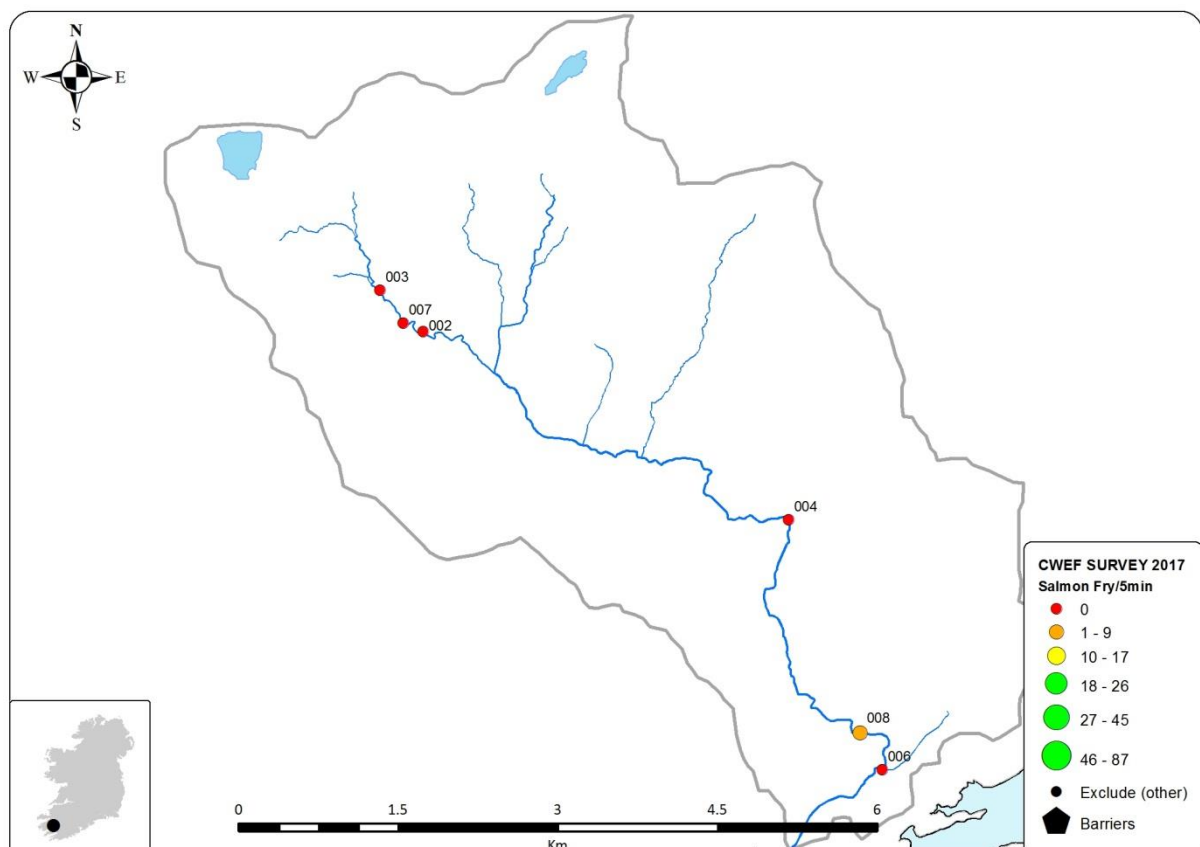 N
W E
S
003
007
002
004
008
006
CWEF SURVEY 2017
Salmon Fry/5min
0
1 - 9
10 - 17
18 - 26
27 - 45
46 - 87
Exclude (other)
Barriers
0 1.5 3 4.5 6
Km